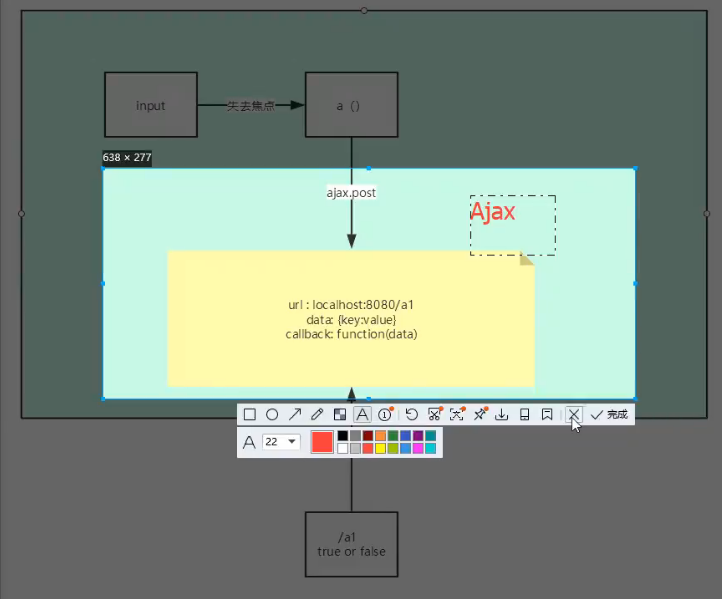 input
失去焦点
a（）
638 × 277
ajax.post
Ajax
url : localhost:8080/a1
data: {key:value}
callback: function(data)
完成
A 22
/a1
true or false